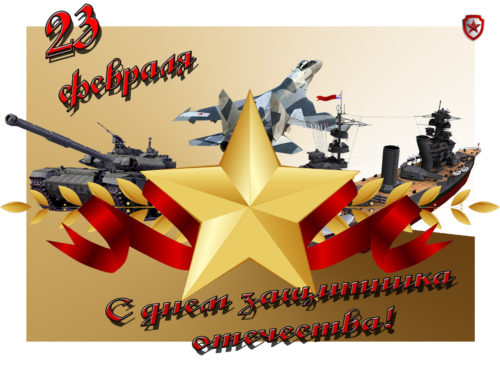 23
февраля
С днем защитника
отечества!